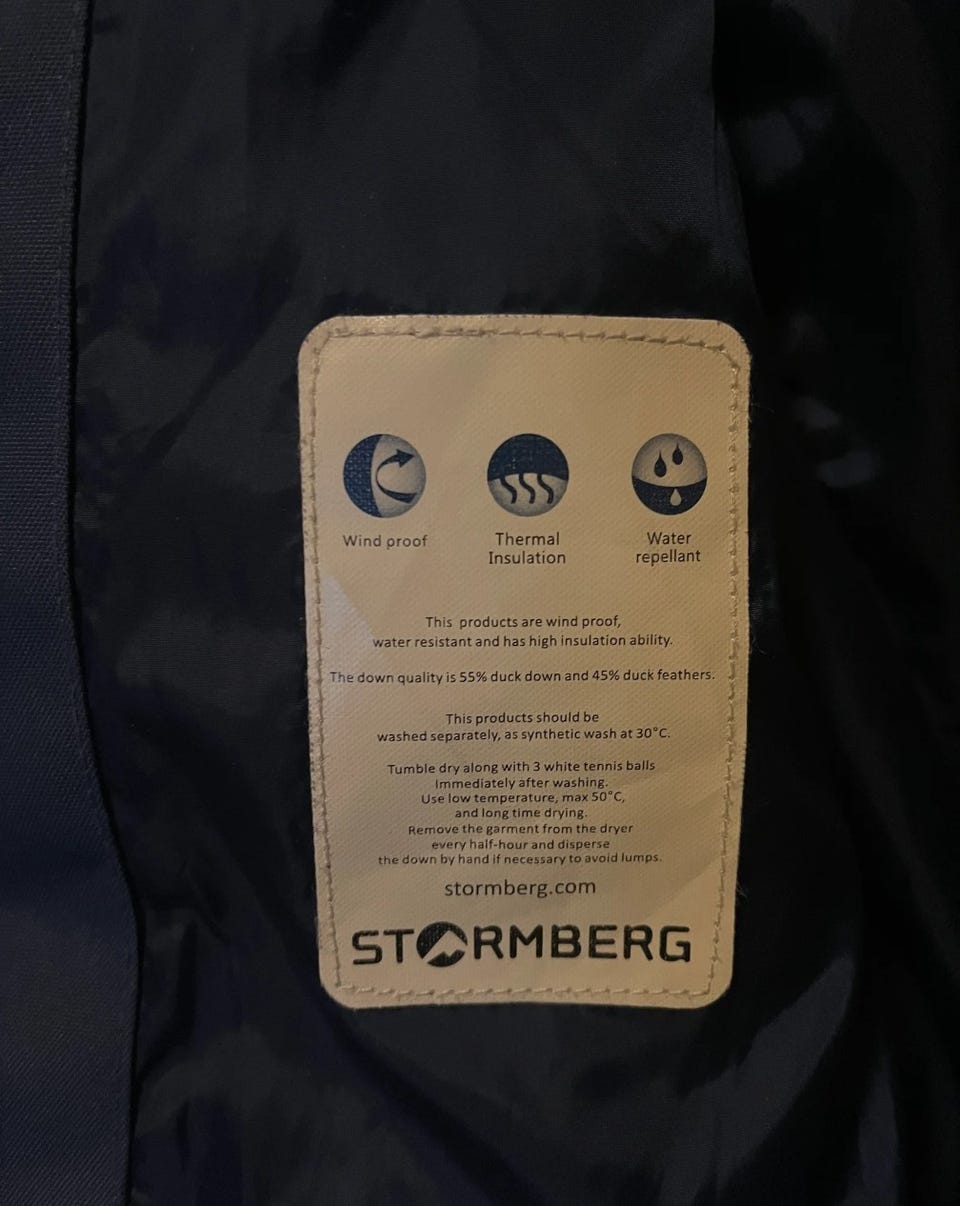 Wind proof
Thermal
Insulation
Water
repellant
This products are wind proof,
water resistant and has high insulation ability.
The down quality is 55% duck down and 45% duck feathers.
This products should be
washed separately, as synthetic wash at 30°C.
Tumble dry along with 3 white tennis balls
Immediately after washing.
Use low temperature, max 50°C,
and long time drying.
Remove the garment from the dryer
every half-hour and disperse
the down by hand if necessary to avoid lumps.
stormberg.com
STORMBERG